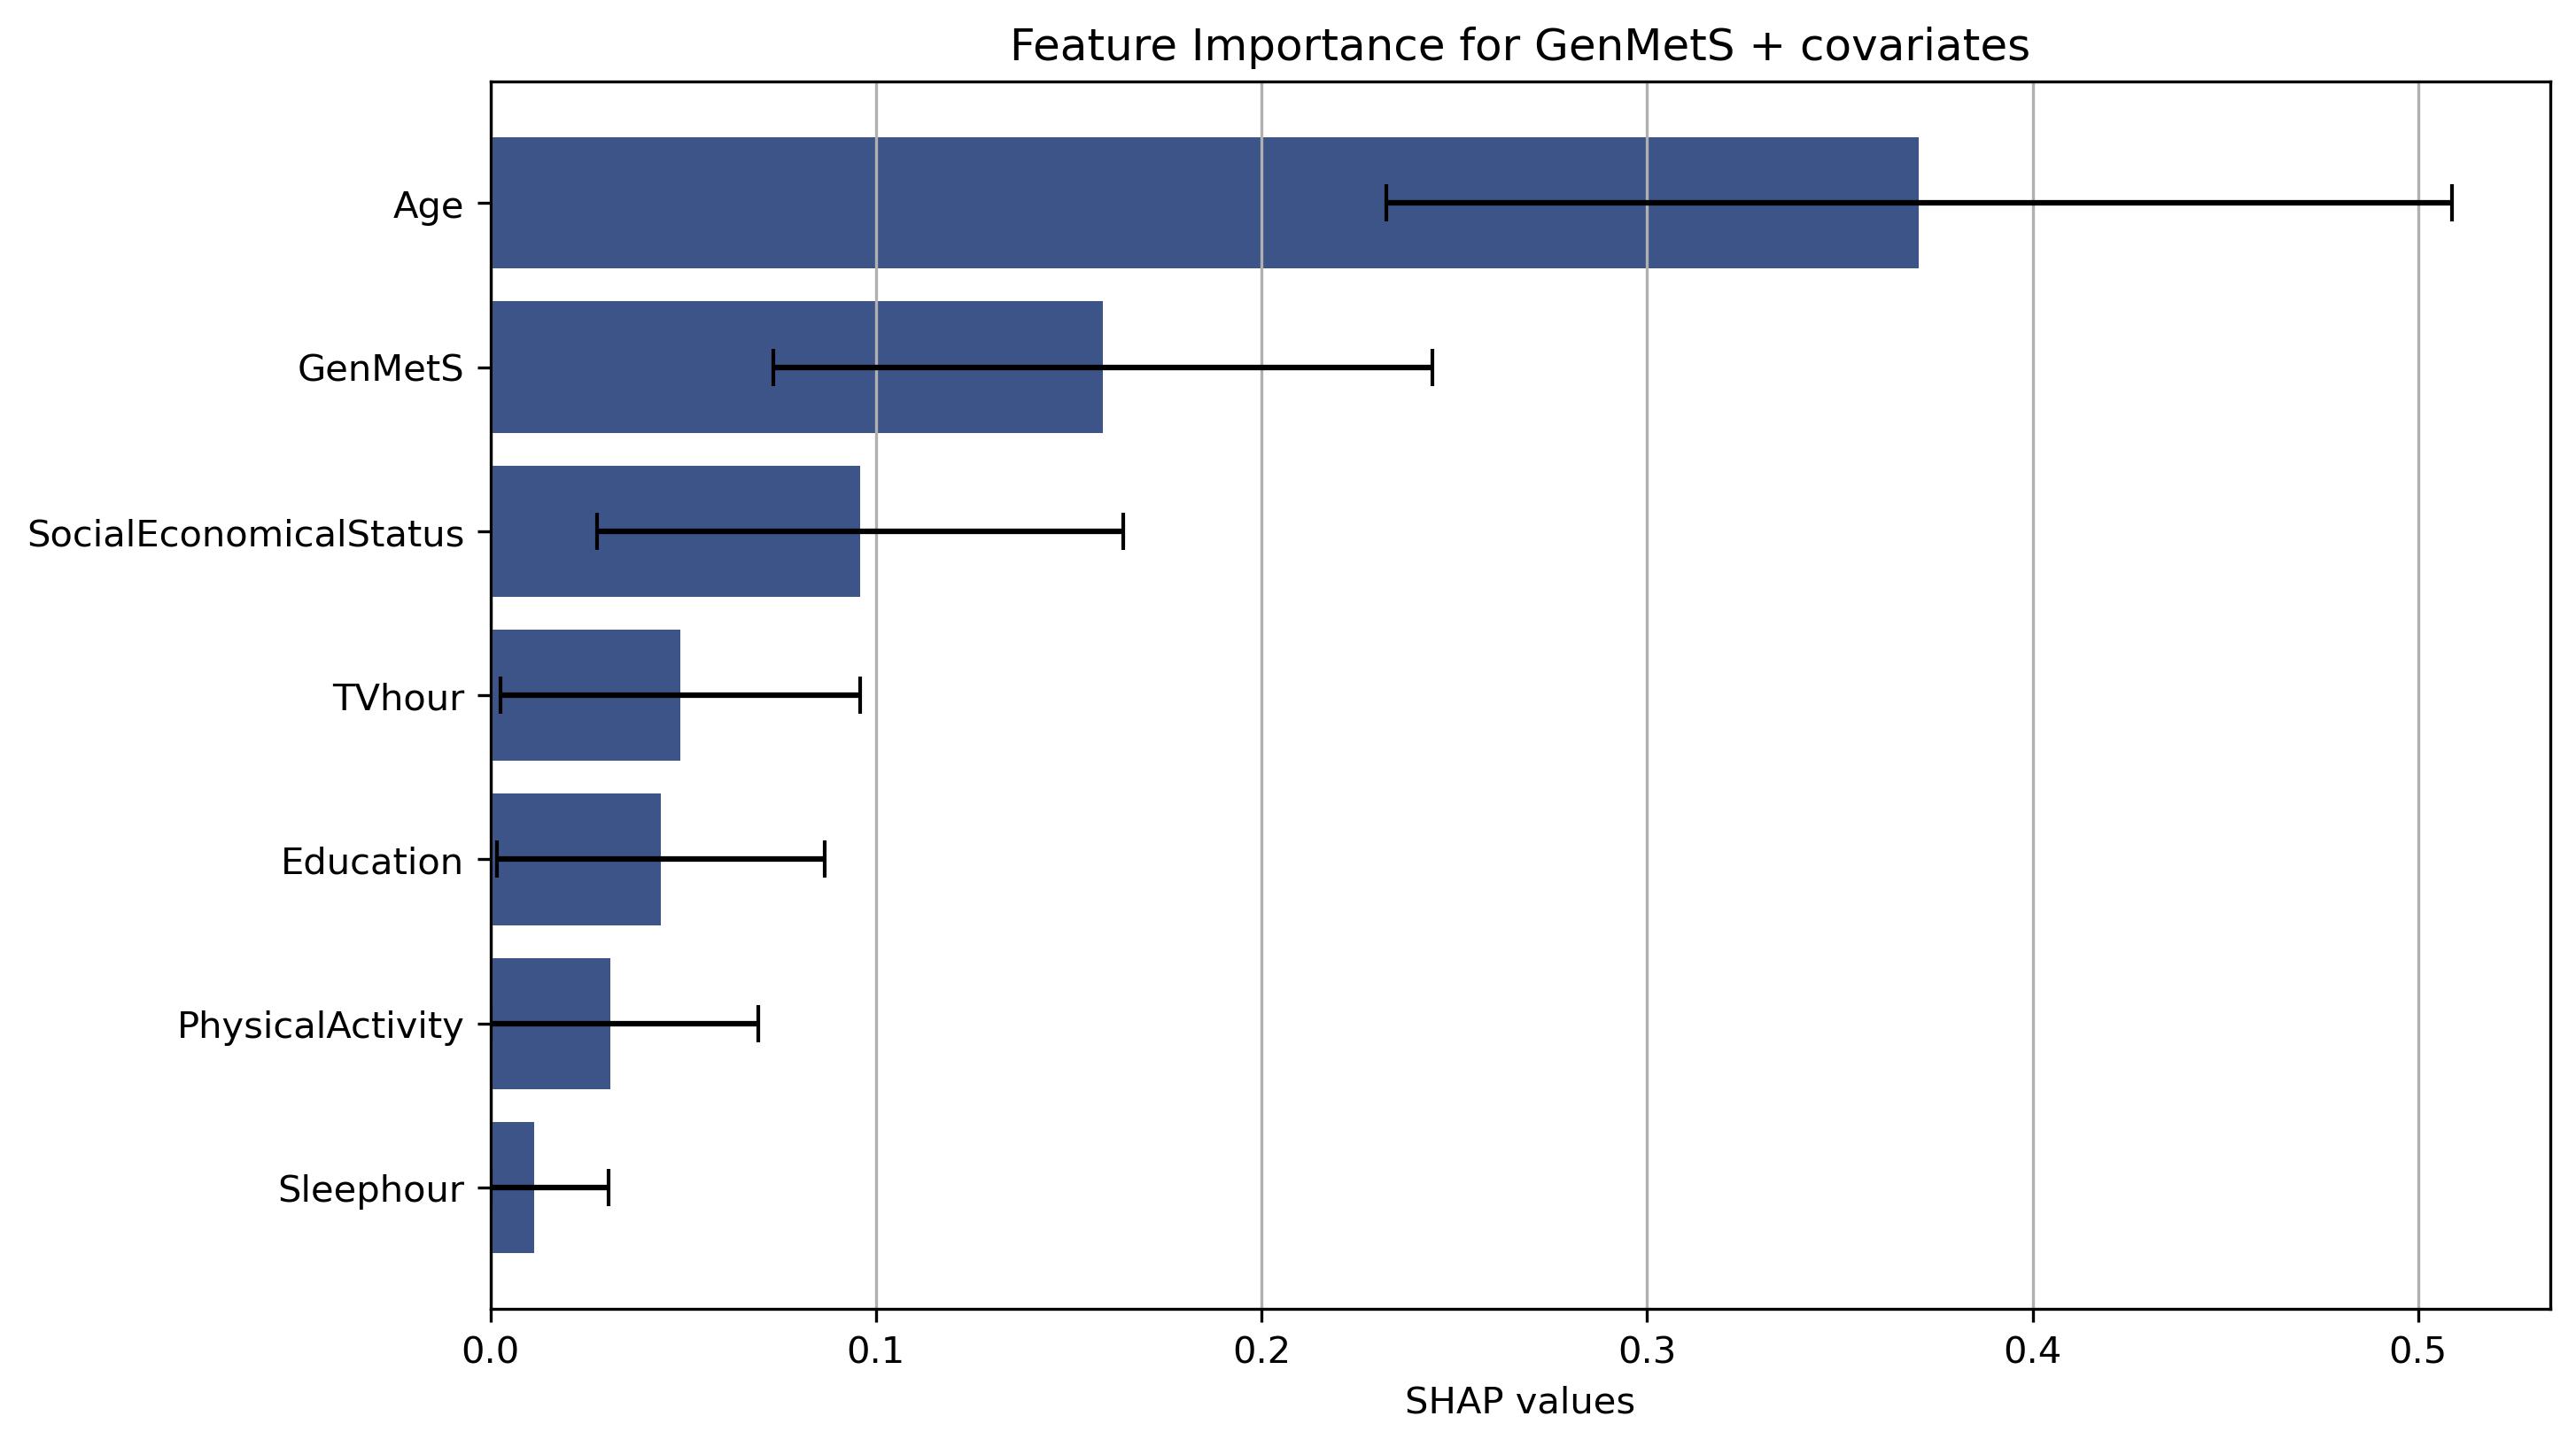 Feature Importance for GenMetS + covariates
Age
GenMetS
SocialEconomicalStatus
TVhour
Education
PhysicalActivity
Sleephour
0.0 0.1 0.2 0.3 0.4 0.5
SHAP values